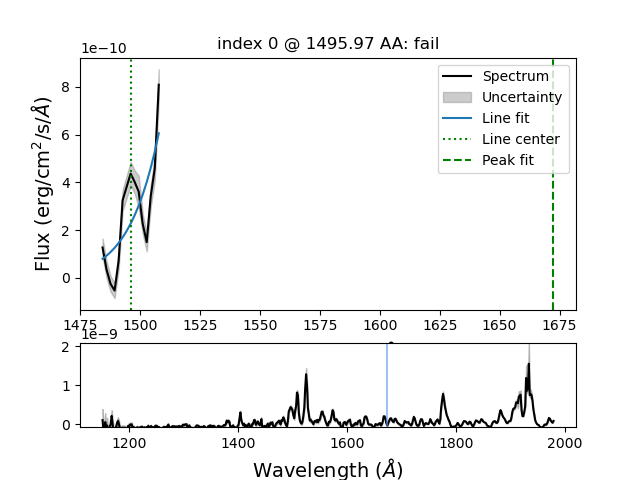 index 0 @ 1495.97 AA: fail
1e−10
8
6
4
2
0
Flux (erg/cm²/s/Å)
Spectrum
Uncertainty
Line fit
Line center
Peak fit
1475 1500 1525 1550 1575 1600 1625 1650 1675
1e−9
2
1
0
1200 1400 1600 1800 2000
Wavelength (Å)